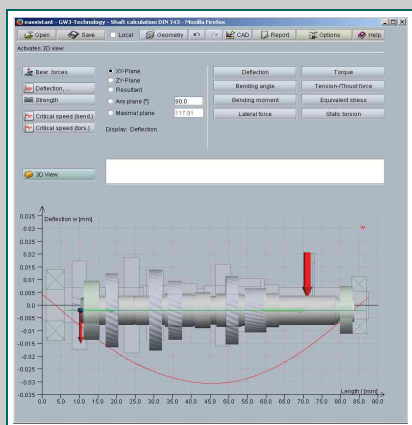 eassistant - GWJ-Technology - Shaft calculation DIN 743 - Mozilla Firefox
Open Save Local Geometry CAD Report Options Help
Activates 3D view
Bear. forces
Deflection,...
Strength
Critical speed (bend.)
Critical speed (torsi.)
XY-Plane
ZY-Plane
Resultant
Any plane [°] 90.0
Maximal plane 117.91
Display: Deflection
Deflection Torque
Bending angle Tension-/Thrust force
Bending moment Equivalent stress
Lateral force Static torsion
3D View
Deflection w [mm]
w
0.035
0.03
0.025
0.02
0.015
0.01
0.005
0.0
-0.005
-0.01
-0.015
-0.02
-0.025
-0.03
-0.035
Length l [mm]
0.0 5.0 10.0 15.0 20.0 25.0 30.0 35.0 40.0 45.0 50.0 55.0 60.0 65.0 70.0 75.0 80.0 85.0 90.0